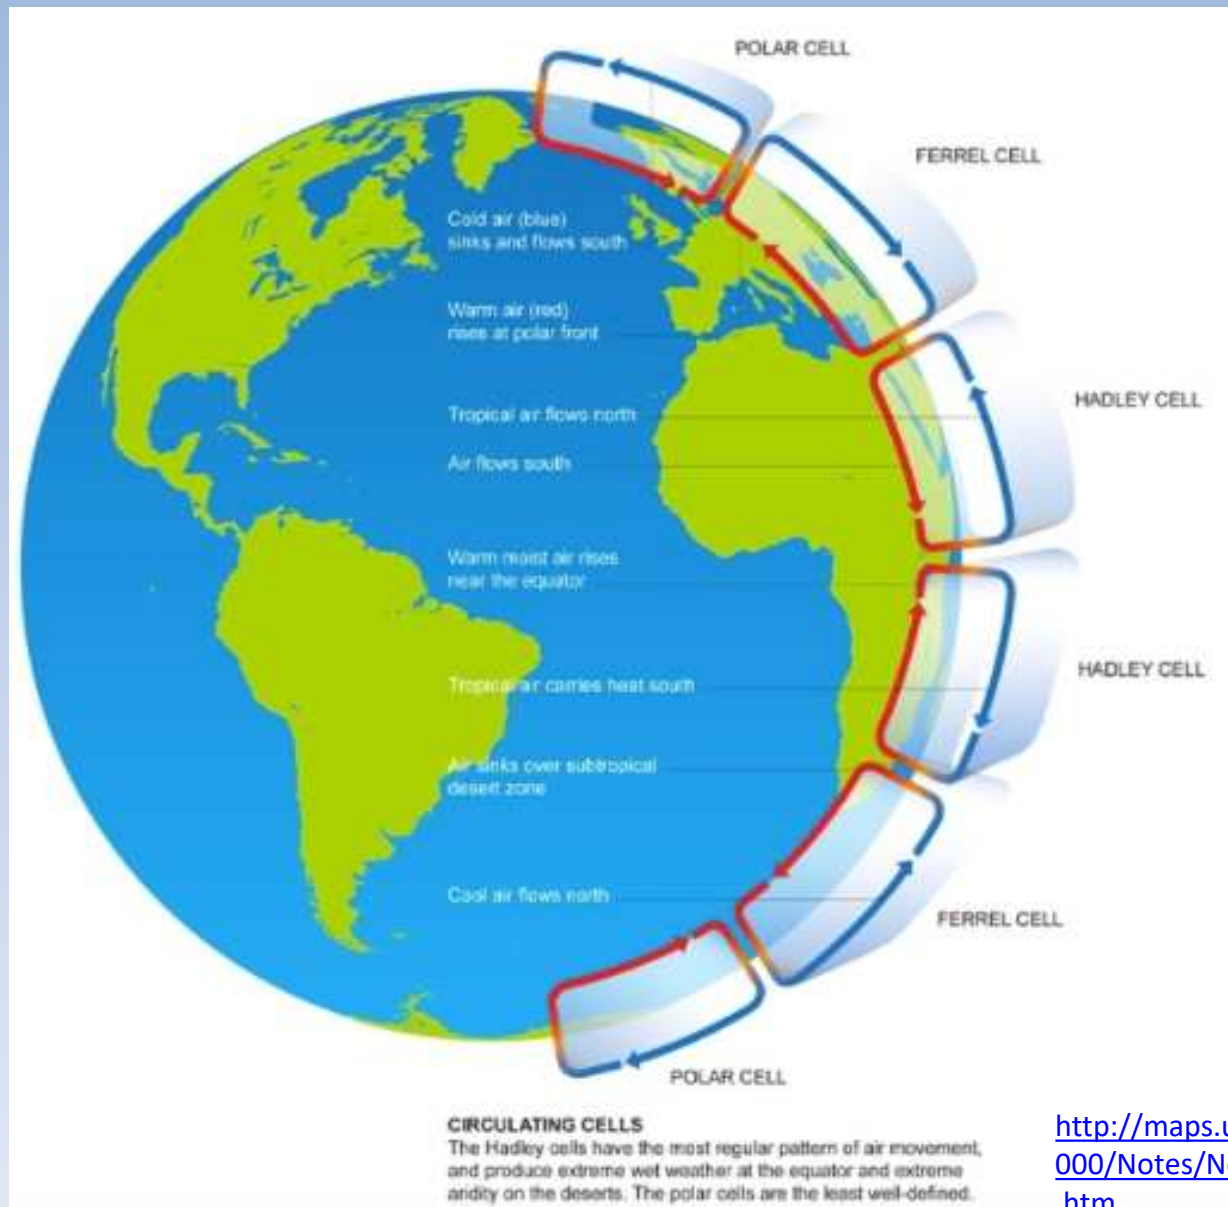 POLAR CELL
FERREL CELL
Cold air (blue)
sinks and flows south
Warm air (red)
rises at polar front
HADLEY CELL
Tropical air flows north
Air flows south
Warm moist air rises
near the equator
HADLEY CELL
Tropical air carries heat south
Air sinks over subtropical
desert zone
Cool air flows north
FERREL CELL
POLAR CELL
CIRCULATING CELLS
The Hadley cells have the most regular pattern of air movement,
and produce extreme wet weather at the equator and extreme
aridity on the deserts. The polar cells are the least well-defined.
http://maps.u
000/Notes/N
.htm